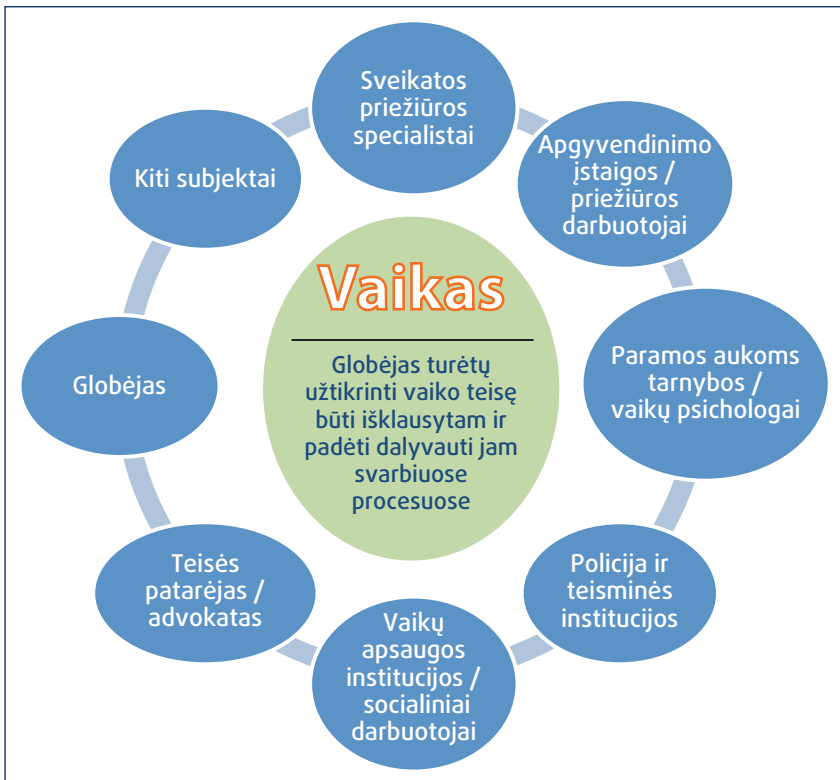 Sveikatos
priežiūros
specialistai
Apgyvendinimo
įstaigos /
priežiūros
darbuotojai
Kiti subjektai
Vaikas
Globėjas turėtų
užtikrinti vaiko teisę
būti išklausytam ir
padėti dalyvauti jam
svarbiuose
procesuose
Paramos aukoms
tarnybos /
vaikų psichologai
Globėjas
Policija ir
teisminės
institucijos
Teisės
patarėjas /
advokatas
Vaikų
apsaugos
institucijos /
socialiniai
darbuotojai